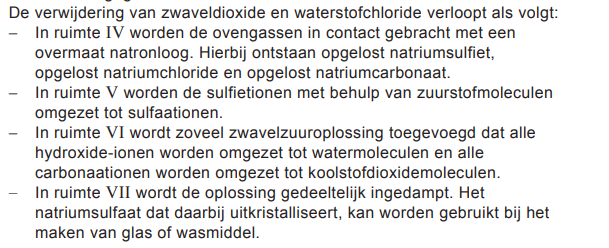 De verwijdering van zwaveldioxide en waterstofchloride verloopt als volgt:
– In ruimte IV worden de ovengassen in contact gebracht met een
overmaat natronloog. Hierbij ontstaan opgelost natriumsulfiet,
opgelost natriumchloride en opgelost natriumcarbonaat.
– In ruimte V worden de sulfietionen met behulp van zuurstofmoleculen
omgezet tot sulfaationen.
– In ruimte VI wordt zoveel zwavelzuuroplossing toegevoegd dat alle
hydroxide-ionen worden omgezet tot watermoleculen en alle
carbonaationen worden omgezet tot koolstofdioxidemoleculen.
– In ruimte VII wordt de oplossing gedeeltelijk ingedampt. Het
natriumsulfaat dat daarbij uitkristalliseert, kan worden gebruikt bij het
maken van glas of wasmiddel.